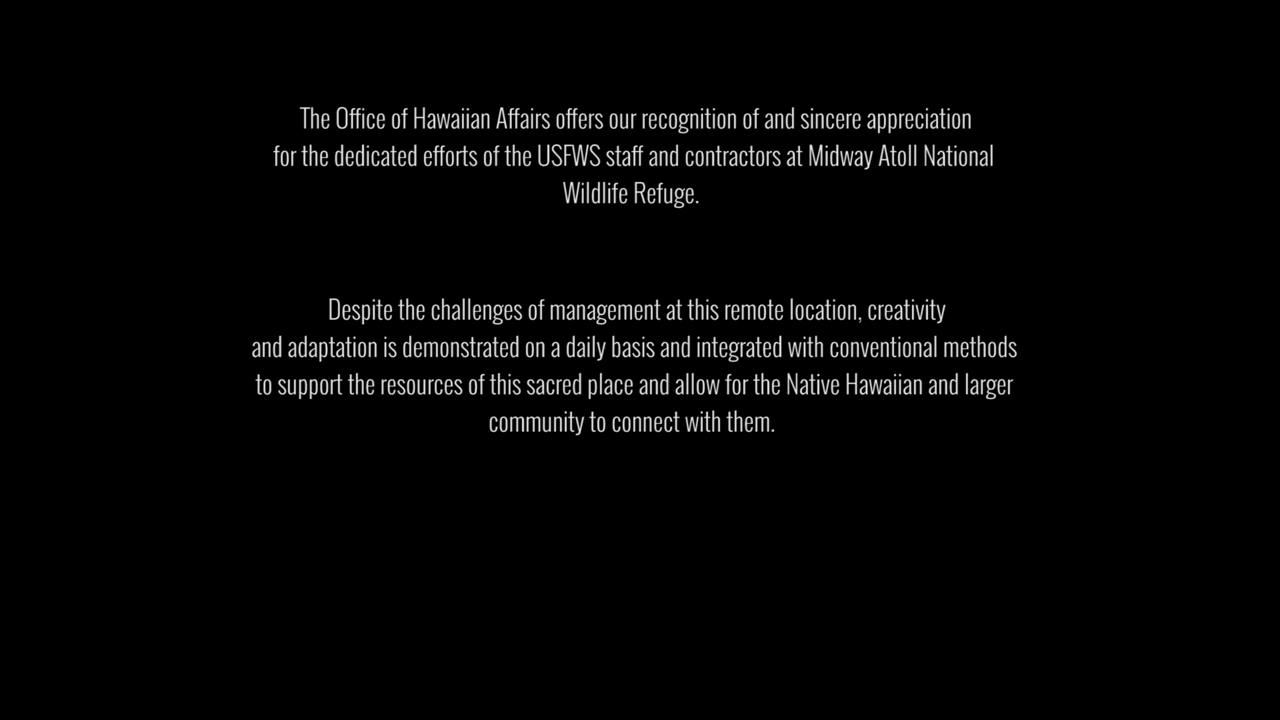 The Office of Hawaiian Affairs offers our recognition of and sincere appreciation
for the dedicated efforts of the USFWS staff and contractors at Midway Atoll National
Wildlife Refuge.
Despite the challenges of management at this remote location, creativity
and adaptation is demonstrated on a daily basis and integrated with conventional methods
to support the resources of this sacred place and allow for the Native Hawaiian and larger
community to connect with them.